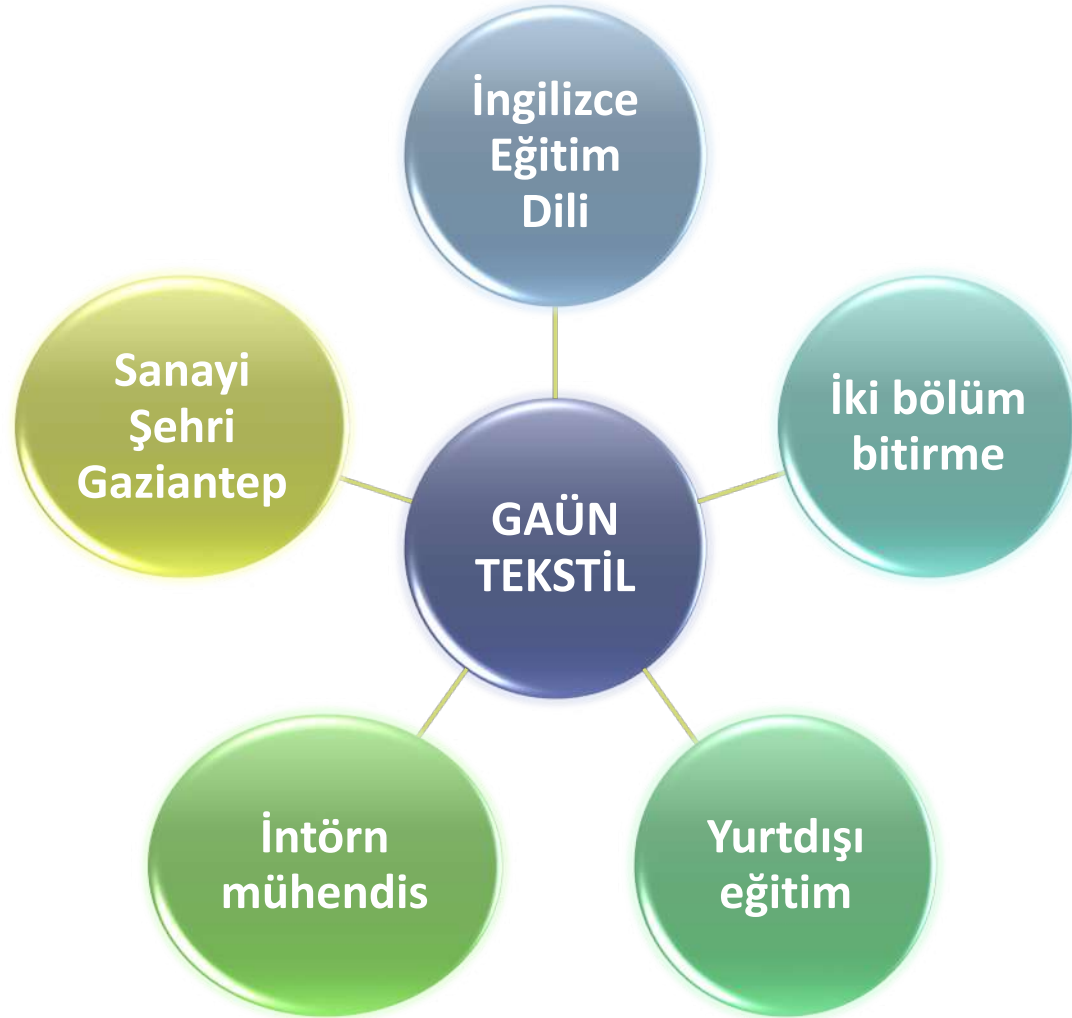 İngilizce
Eğitim
Dili
Sanayi
Şehri
Gaziantep
İki bölüm
bitirme
GAÜN
TEKSTİL
İntörn
mühendis
Yurtdışı
eğitim